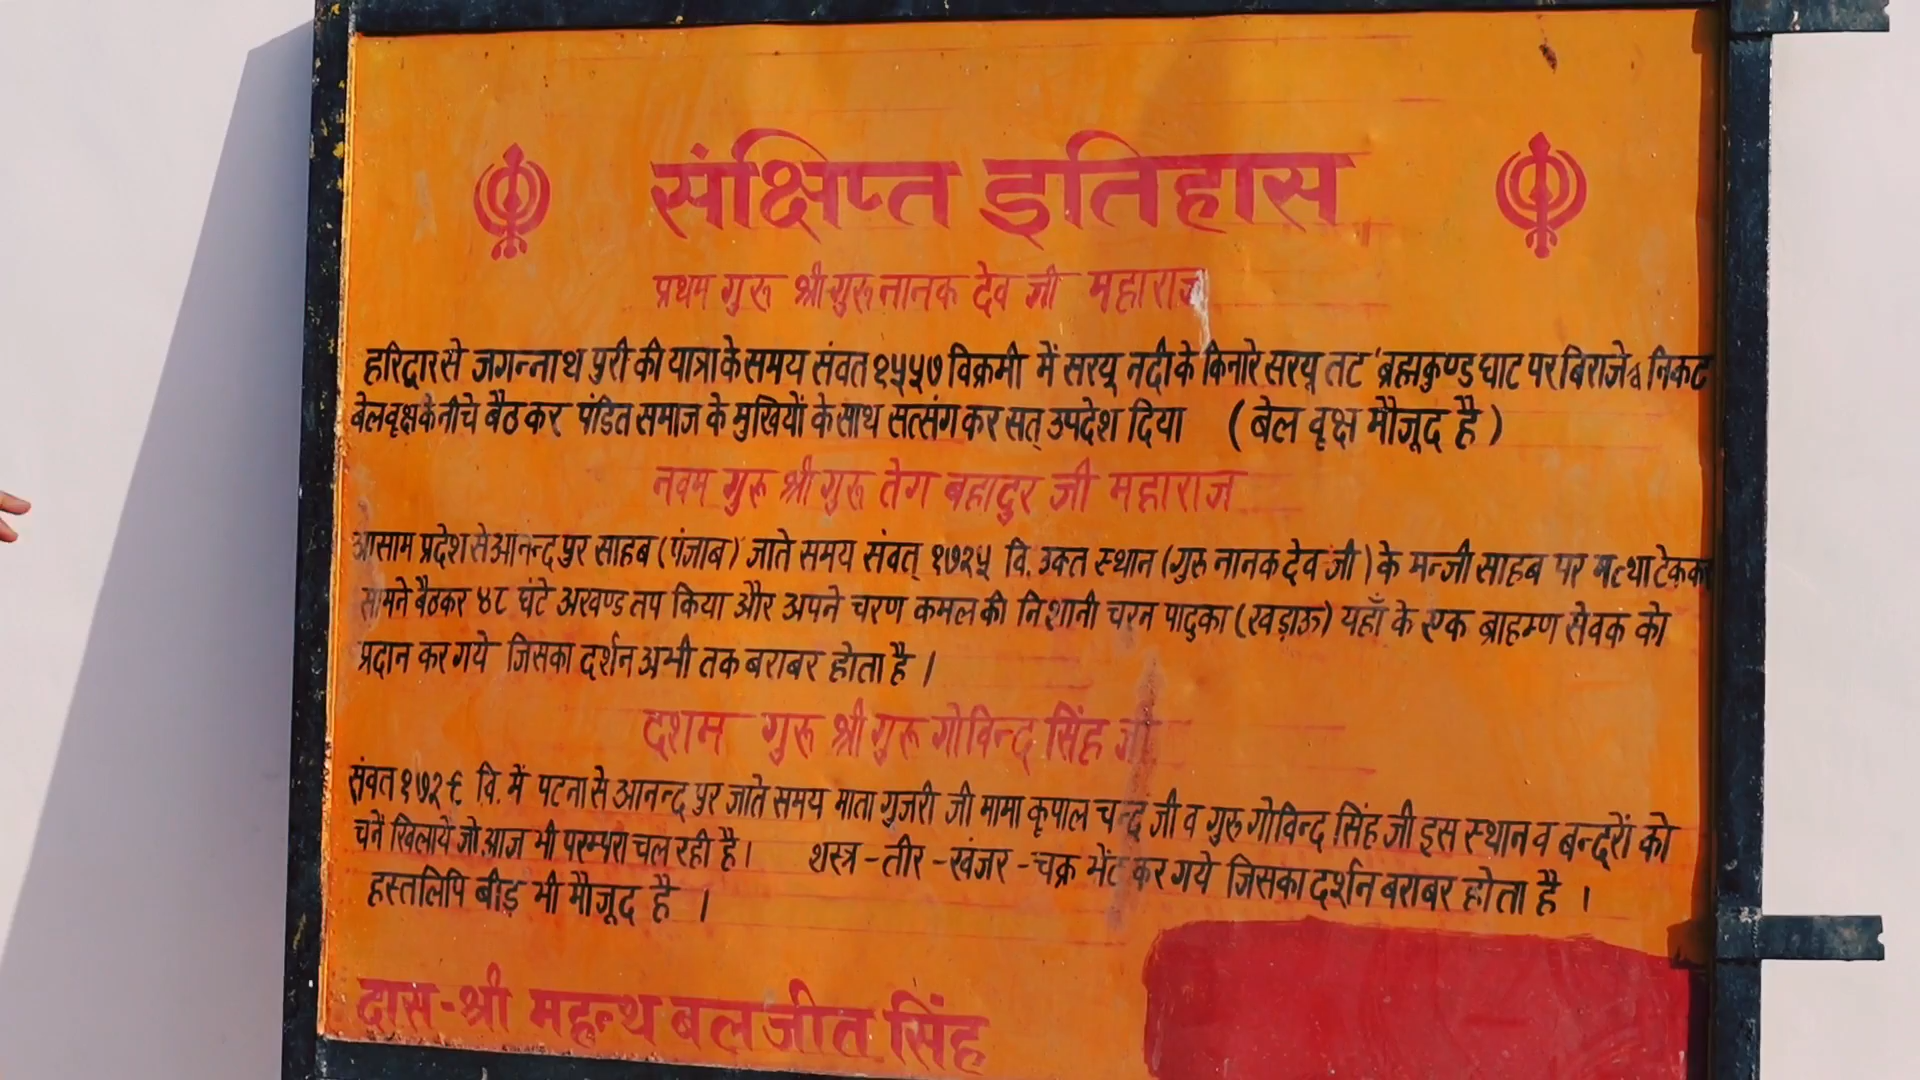 संक्षिप्त इतिहास
प्रथम गुरू श्री गुरू नानक देव जी महाराज
हरिद्वार से जगन्नाथ पुरी की यात्रा के समय संवत १५५७ विक्रमी में सरयू नदी के किनारे सरयू तट 'ब्रह्मकुण्ड घाट पर बिराजे निकट
बेल वृक्ष के नीचे बैठ कर पंडित समाज के मुखियों के साथ सत्संग कर सत् उपदेश दिया (बेल वृक्ष मौजूद है)
नवम गुरू श्री गुरू तेग बहादुर जी महाराज
आसाम प्रदेश से आनन्द पुर साहब (पंजाब) जाते समय संवत् १७२५ वि. उक्त स्थान (गुरू नानक देव जी) के मन्जी साहब पर मत्था टेककर
सामने बैठकर ४८ घंटे अखण्ड तप किया और अपने चरण कमल की निशानी चरन पादुका (खड़ाऊ) यहाँ के एक ब्राहम्ण सेवक को
प्रदान कर गये जिसका दर्शन अभी तक बराबर होता है ।
दशम गुरू श्री गुरू गोविन्द सिंह जी
संवत १७२९ वि. में पटना से आनन्द पुर जाते समय माता गुजरी जी मामा कृपाल चन्द्र जी व गुरू गोविन्द सिंह जी इस स्थान व बन्दरों को
चनें खिलायें जो आज भी परम्परा चल रही है। शस्त्र - तीर - खंजर - चक्र भेंट कर गये जिसका दर्शन बराबर होता है ।
हस्तलिपि बीड़ भी मौजूद है ।
दास-श्री महन्थ बलजीत सिंह